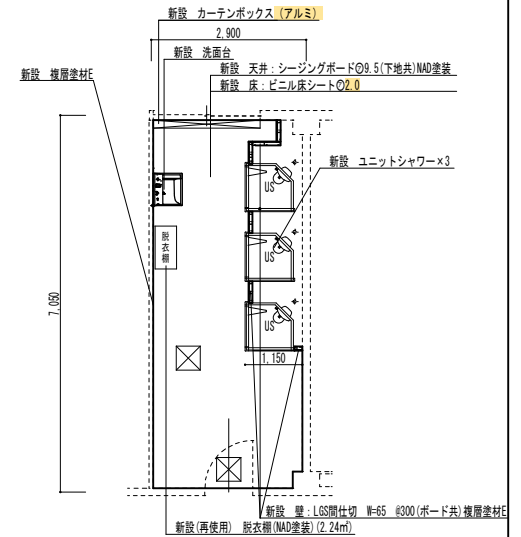 新設 カーテンボックス(アルミ)
2,900
新設 洗面台
新設 天井:シージングボード⑦9.5(下地共)NAD塗装
新設 複層塗材E
新設 床:ビニル床シート⑦2.0
新設 ユニットシャワー×3
US
脱衣棚
US
7,050
US
1,150
新設 壁:LGS間仕切 W=65 @300(ボード共)複層塗材E
新設(再使用) 脱衣棚(NAD塗装)(2.24㎡)